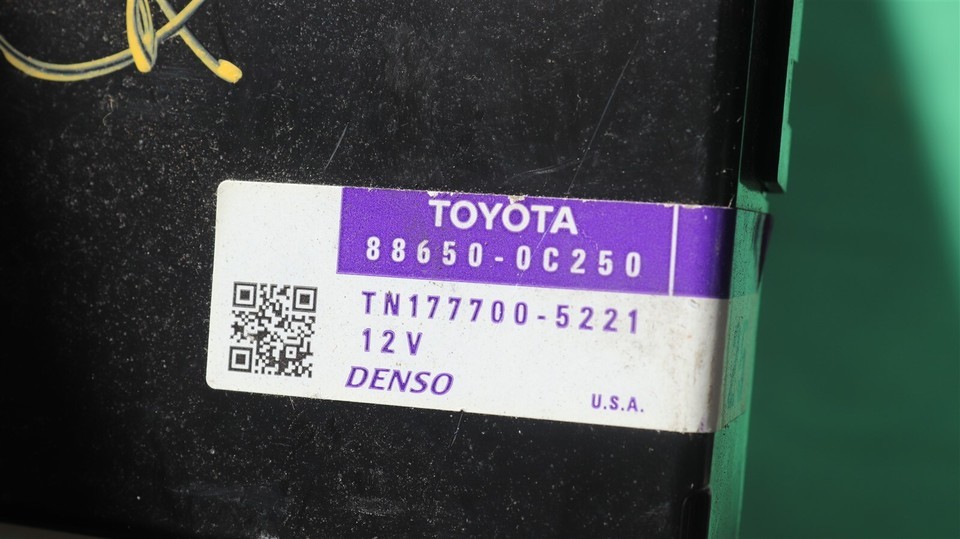 TOYOTA
88650-0C250
TN177700-5221
12V
DENSO
U.S.A.